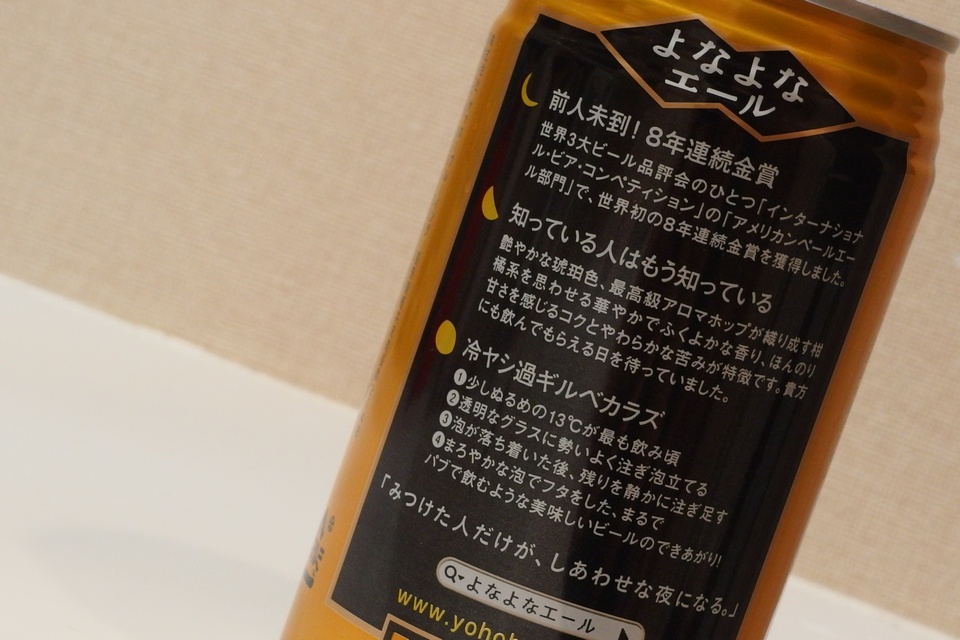 よなよな
エール
前人未到！8年連続金賞
世界3大ビール品評会のひとつ「インターナショナ
ル・ビア・コンペティション」の「アメリカンペールエー
ル部門」で、世界初の8年連続金賞を獲得しました。
知っている人はもう知っている
艶やかな琥珀色、最高級アロマホップが織り成す柑
橘系を思わせる華やかでふくよかな香り、ほんのり
甘さを感じるコクとやわらかな苦みが特徴です。貴方
にも飲んでもらえる日を待っていました。
冷ヤシ過ギルベカラズ
❶少しぬるめの13℃が最も飲み頃
❷透明なグラスに勢いよく注ぎ泡立てる
❸泡が落ち着いた後、残りを静かに注ぎ足す
❹まろやかな泡でフタをした、まるで
パブで飲むような美味しいビールのできあがり!
「みつけた人だけが、しあわせな夜になる。」
よなよなエール
www.yohoh